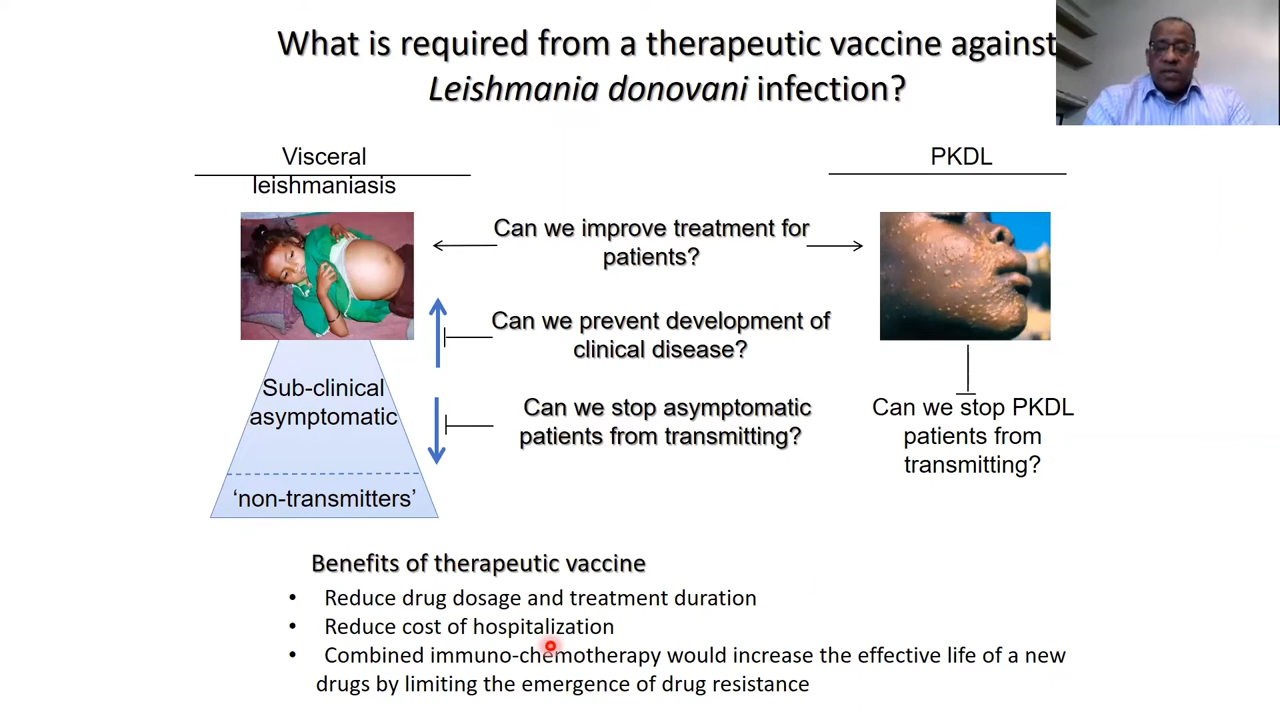 What is required from a therapeutic vaccine against
Leishmania donovani infection?
Visceral
leishmaniasis
PKDL
Can we improve treatment for
patients?
Can we prevent development of
clinical disease?
Sub-clinical
asymptomatic
Can we stop asymptomatic
patients from transmitting?
Can we stop PKDL
patients from
transmitting?
‘non-transmitters’
Benefits of therapeutic vaccine
• Reduce drug dosage and treatment duration
• Reduce cost of hospitalization
• Combined immuno-chemotherapy would increase the effective life of a new
drugs by limiting the emergence of drug resistance